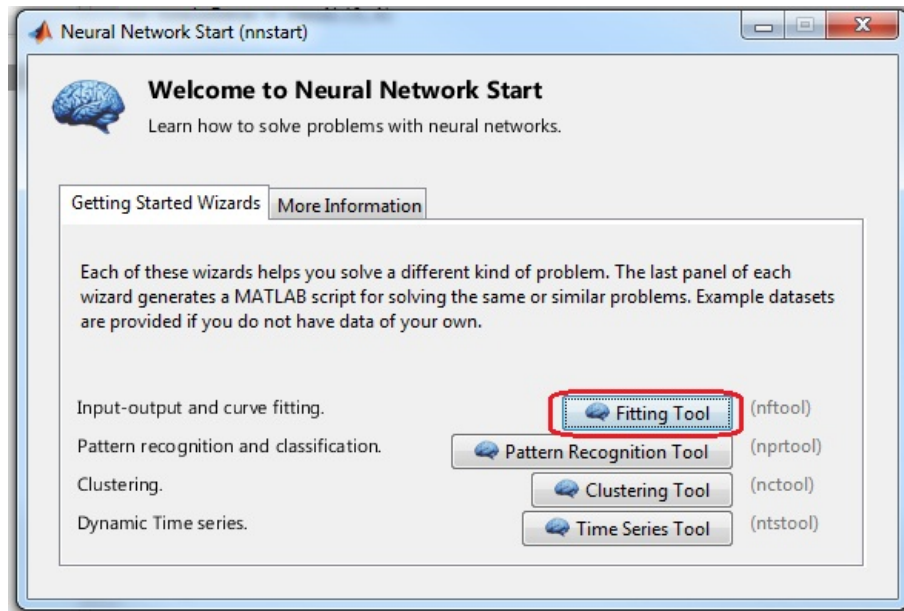 Neural Network Start (nnstart)
Welcome to Neural Network Start
Learn how to solve problems with neural networks.
Getting Started Wizards More Information
Each of these wizards helps you solve a different kind of problem. The last panel of each
wizard generates a MATLAB script for solving the same or similar problems. Example datasets
are provided if you do not have data of your own.
Input-output and curve fitting. Fitting Tool (nftool)
Pattern recognition and classification. Pattern Recognition Tool (nprtool)
Clustering. Clustering Tool (nctool)
Dynamic Time series. Time Series Tool (ntstool)